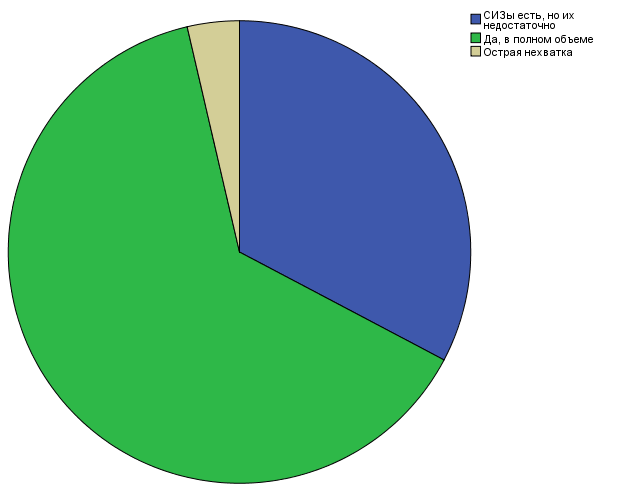 СИЗы есть, но их
недостаточно
Да, в полном объеме
Острая нехватка